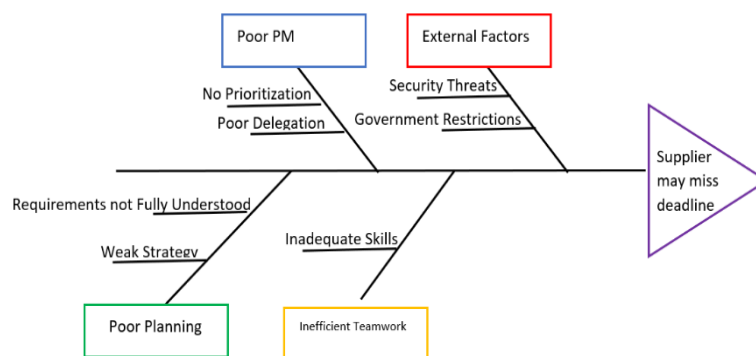 Poor PM
External Factors
No Prioritization
Security Threats
Poor Delegation
Government Restrictions
Supplier
may miss
deadline
Requirements not Fully Understood
Inadequate Skills
Weak Strategy
Poor Planning
Inefficient Teamwork